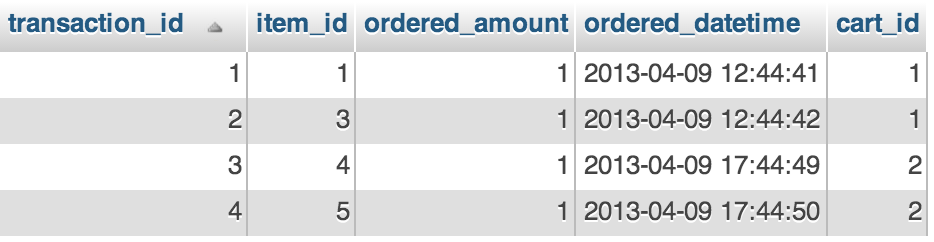 transaction_id item_id ordered_amount ordered_datetime cart_id
1 1 1 2013-04-09 12:44:41 1
2 3 1 2013-04-09 12:44:42 1
3 4 1 2013-04-09 17:44:49 2
4 5 1 2013-04-09 17:44:50 2